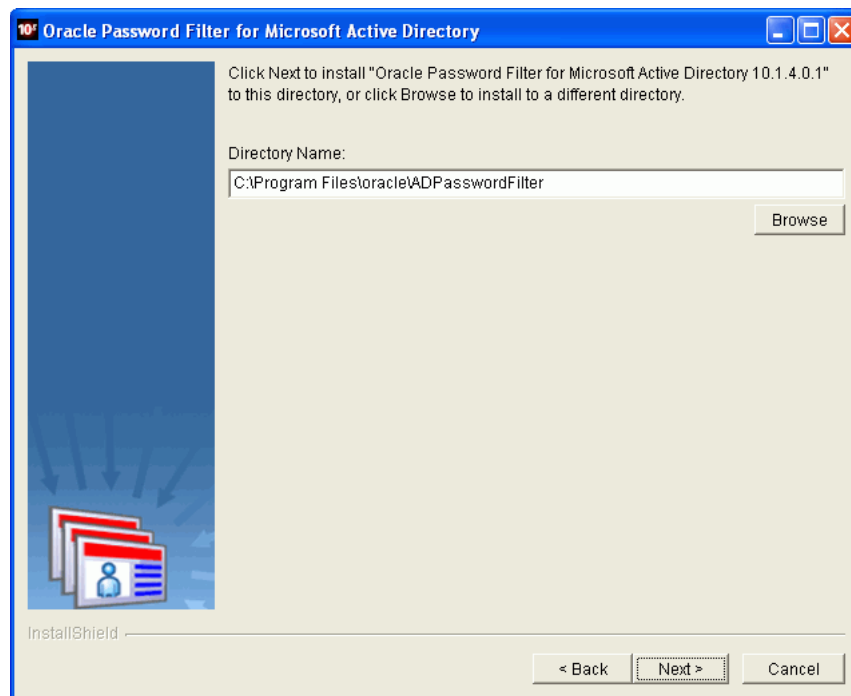 10g Oracle Password Filter for Microsoft Active Directory
Click Next to install "Oracle Password Filter for Microsoft Active Directory 10.1.4.0.1"
to this directory, or click Browse to install to a different directory.
Directory Name:
C:\Program Files\oracle\ADPasswordFilter
Browse
InstallShield
< Back
Next >
Cancel